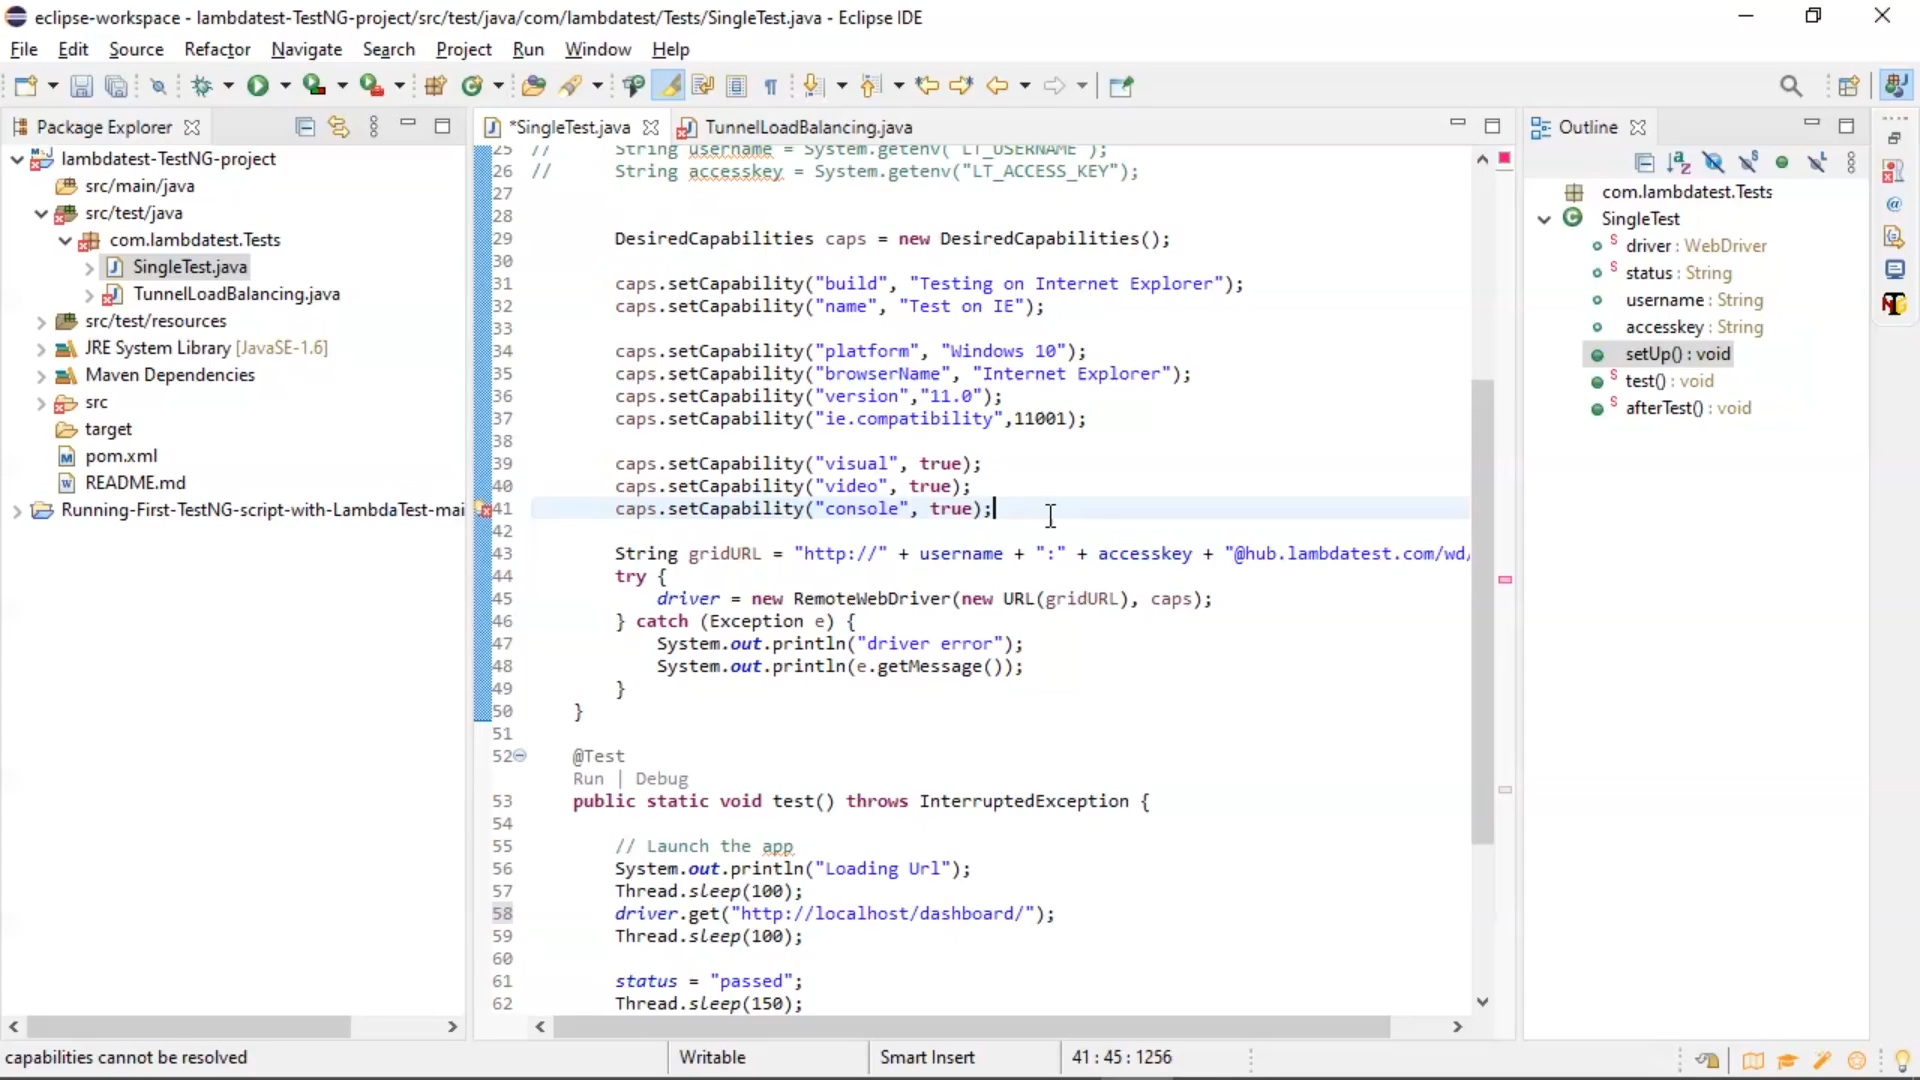 eclipse-workspace - lambdatest-TestNG-project/src/test/java/com/lambdatest/Tests/SingleTest.java - Eclipse IDE
File Edit Source Refactor Navigate Search Project Run Window Help
Package Explorer
lambdatest-TestNG-project
src/main/java
src/test/java
com.lambdatest.Tests
SingleTest.java
TunnelLoadBalancing.java
src/test/resources
JRE System Library [JavaSE-1.6]
Maven Dependencies
src
target
pom.xml
README.md
Running-First-TestNG-script-with-LambdaTest-mai
*SingleTest.java TunnelLoadBalancing.java
25 // String username = System.getenv("LT_USERNAME");
26 // String accesskey = System.getenv("LT_ACCESS_KEY");
27
28
29 DesiredCapabilities caps = new DesiredCapabilities();
30
31 caps.setCapability("build", "Testing on Internet Explorer");
32 caps.setCapability("name", "Test on IE");
33
34 caps.setCapability("platform", "Windows 10");
35 caps.setCapability("browserName", "Internet Explorer");
36 caps.setCapability("version","11.0");
37 caps.setCapability("ie.compatibility",11001);
38
39 caps.setCapability("visual", true);
40 caps.setCapability("video", true);
41 caps.setCapability("console", true);
42
43 String gridURL = "http://" + username + ":" + accesskey + "@hub.lambdatest.com/wd/
44 try {
45 driver = new RemoteWebDriver(new URL(gridURL), caps);
46 } catch (Exception e) {
47 System.out.println("driver error");
48 System.out.println(e.getMessage());
49 }
50 }
51
52 @Test
Run | Debug
53 public static void test() throws InterruptedException {
54
55 // Launch the app
56 System.out.println("Loading Url");
57 Thread.sleep(100);
58 driver.get("http://localhost/dashboard/");
59 Thread.sleep(100);
60
61 status = "passed";
62 Thread.sleep(150);
Outline
com.lambdatest.Tests
SingleTest
driver : WebDriver
status : String
username : String
accesskey : String
setUp() : void
test() : void
afterTest() : void
capabilities cannot be resolved Writable Smart Insert 41 : 45 : 1256